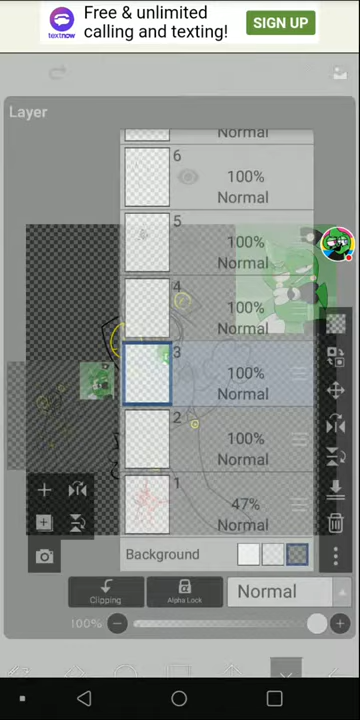 Free & unlimited
calling and texting!
SIGN UP
textnow
Layer
Normal
6
100%
Normal
5
100%
Normal
4
100%
Normal
3
100%
Normal
2
100%
Normal
1
47%
Normal
Background
Clipping
Alpha Lock
Normal
100%